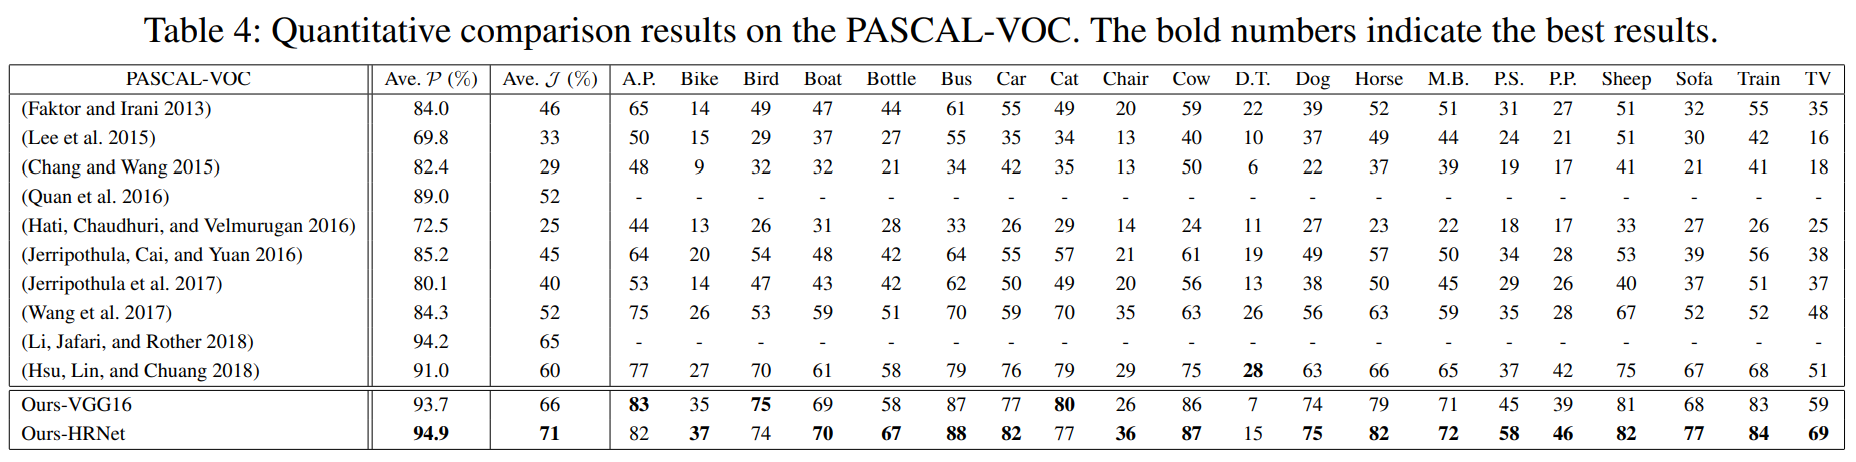 Table 4: Quantitative comparison results on the PASCAL-VOC. The bold numbers indicate the best results.
PASCAL-VOC Ave. 𝒫 (%) Ave. 𝒥 (%) A.P. Bike Bird Boat Bottle Bus Car Cat Chair Cow D.T. Dog Horse M.B. P.S. P.P. Sheep Sofa Train TV
(Faktor and Irani 2013) 84.0 46 65 14 49 47 44 61 55 49 20 59 22 39 52 51 31 27 51 32 55 35
(Lee et al. 2015) 69.8 33 50 15 29 37 27 55 35 34 13 40 10 37 49 44 24 21 51 30 42 16
(Chang and Wang 2015) 82.4 29 48 9 32 32 21 34 42 35 13 50 6 22 37 39 19 17 41 21 41 18
(Quan et al. 2016) 89.0 52 - - - - - - - - - - - - - - - - - - - -
(Hati, Chaudhuri, and Velmurugan 2016) 72.5 25 44 13 26 31 28 33 26 29 14 24 11 27 23 22 18 17 33 27 26 25
(Jerripothula, Cai, and Yuan 2016) 85.2 45 64 20 54 48 42 64 55 57 21 61 19 49 57 50 34 28 53 39 56 38
(Jerripothula et al. 2017) 80.1 40 53 14 47 43 42 62 50 49 20 56 13 38 50 45 29 26 40 37 51 37
(Wang et al. 2017) 84.3 52 75 26 53 59 51 70 59 70 35 63 26 56 63 59 35 28 67 52 52 48
(Li, Jafari, and Rother 2018) 94.2 65 - - - - - - - - - - - - - - - - - - - -
(Hsu, Lin, and Chuang 2018) 91.0 60 77 27 70 61 58 79 76 79 29 75 28 63 66 65 37 42 75 67 68 51
Ours-VGG16 93.7 66 83 35 75 69 58 87 77 80 26 86 7 74 79 71 45 39 81 68 83 59
Ours-HRNet 94.9 71 82 37 74 70 67 88 82 77 36 87 15 75 82 72 58 46 82 77 84 69